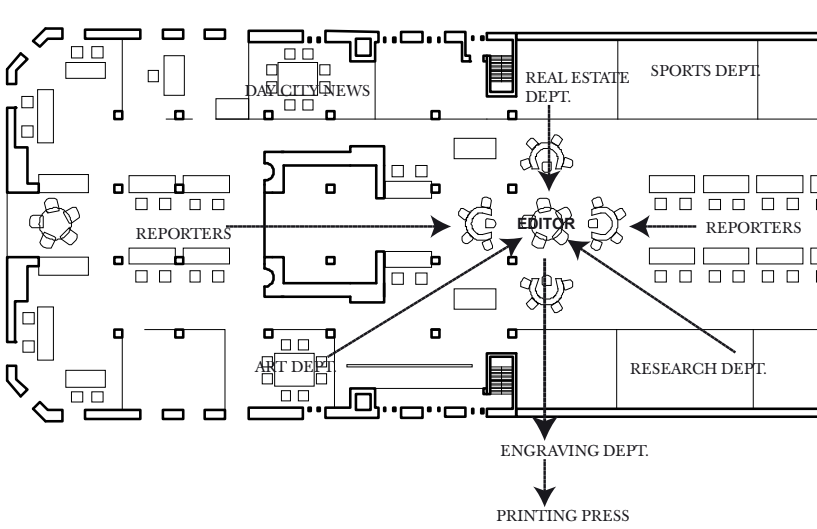 REAL ESTATE
DEPT.
SPORTS DEPT.
DAY CITY NEWS
REPORTERS
EDITOR
REPORTERS
ART DEPT.
RESEARCH DEPT.
ENGRAVING DEPT.
PRINTING PRESS